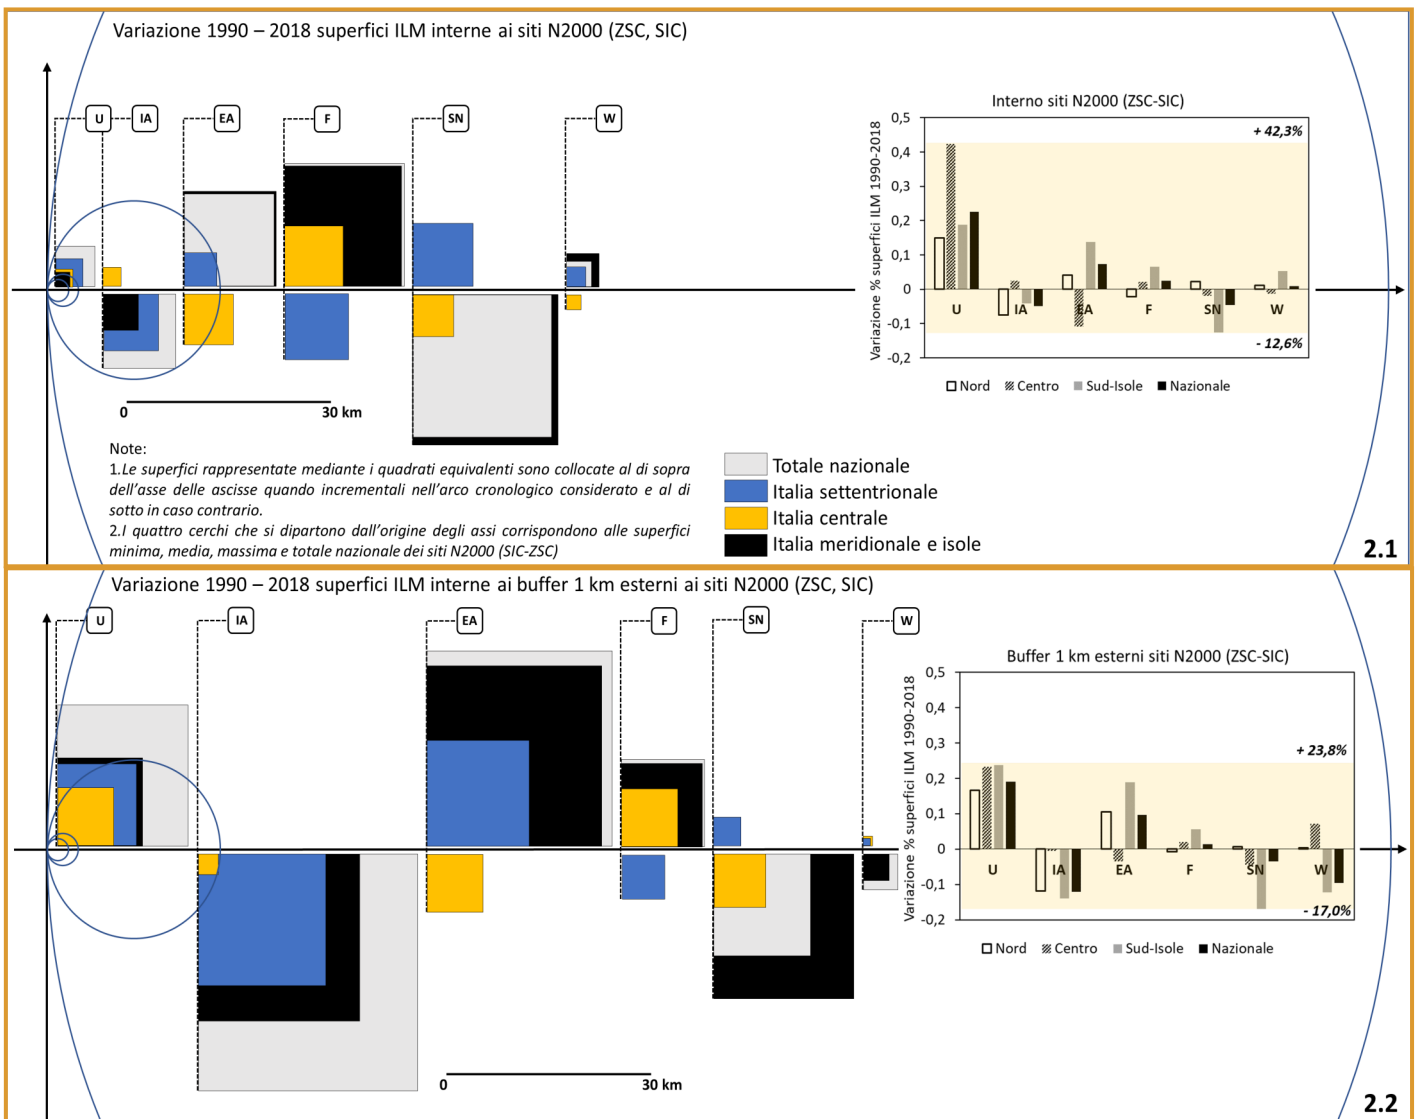 Variazione 1990 – 2018 superfici ILM interne ai siti N2000 (ZSC, SIC)
U
IA
EA
F
SN
W
0
30 km
Note:
1.Le superfici rappresentate mediante i quadrati equivalenti sono collocate al di sopra
dell'asse delle ascisse quando incrementali nell'arco cronologico considerato e al di
sotto in caso contrario.
2.I quattro cerchi che si dipartono dall'origine degli assi corrispondono alle superfici
minima, media, massima e totale nazionale dei siti N2000 (SIC-ZSC)
Totale nazionale
Italia settentrionale
Italia centrale
Italia meridionale e isole
Interno siti N2000 (ZSC-SIC)
Variazione % superfici ILM 1990-2018
0,5
0,4
0,3
0,2
0,1
0
-0,1
-0,2
+ 42,3%
U
IA
EA
F
SN
W
- 12,6%
Nord
Centro
Sud-Isole
Nazionale
2.1
Variazione 1990 – 2018 superfici ILM interne ai buffer 1 km esterni ai siti N2000 (ZSC, SIC)
U
IA
EA
F
SN
W
0
30 km
Buffer 1 km esterni siti N2000 (ZSC-SIC)
Variazione % superfici ILM 1990-2018
0,5
0,4
0,3
0,2
0,1
0
-0,1
-0,2
+ 23,8%
U
IA
EA
F
SN
W
- 17,0%
Nord
Centro
Sud-Isole
Nazionale
2.2